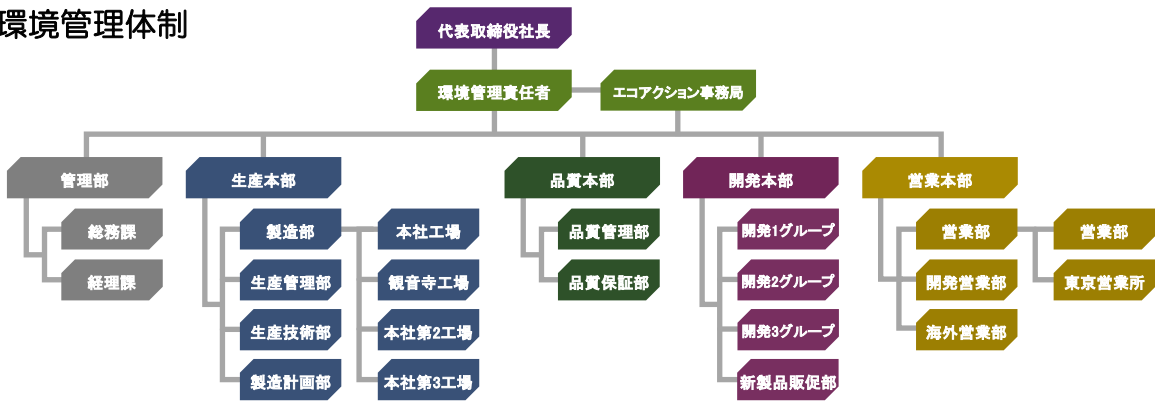 環境管理体制
代表取締役社長
環境管理責任者
エコアクション事務局
管理部
総務課
経理課
生産本部
製造部
生産管理部
生産技術部
製造計画部
本社工場
観音寺工場
本社第2工場
本社第3工場
品質本部
品質管理部
品質保証部
開発本部
開発1グループ
開発2グループ
開発3グループ
新製品販促部
営業本部
営業部
開発営業部
海外営業部
営業部
東京営業所